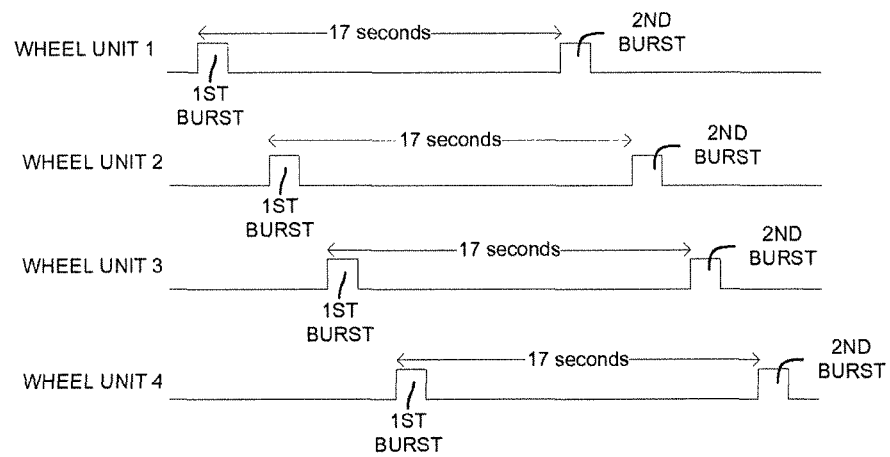 17 seconds
2ND
BURST
WHEEL UNIT 1
1ST
BURST
17 seconds
2ND
BURST
WHEEL UNIT 2
1ST
BURST
17 seconds
2ND
BURST
WHEEL UNIT 3
1ST
BURST
17 seconds
2ND
BURST
WHEEL UNIT 4
1ST
BURST